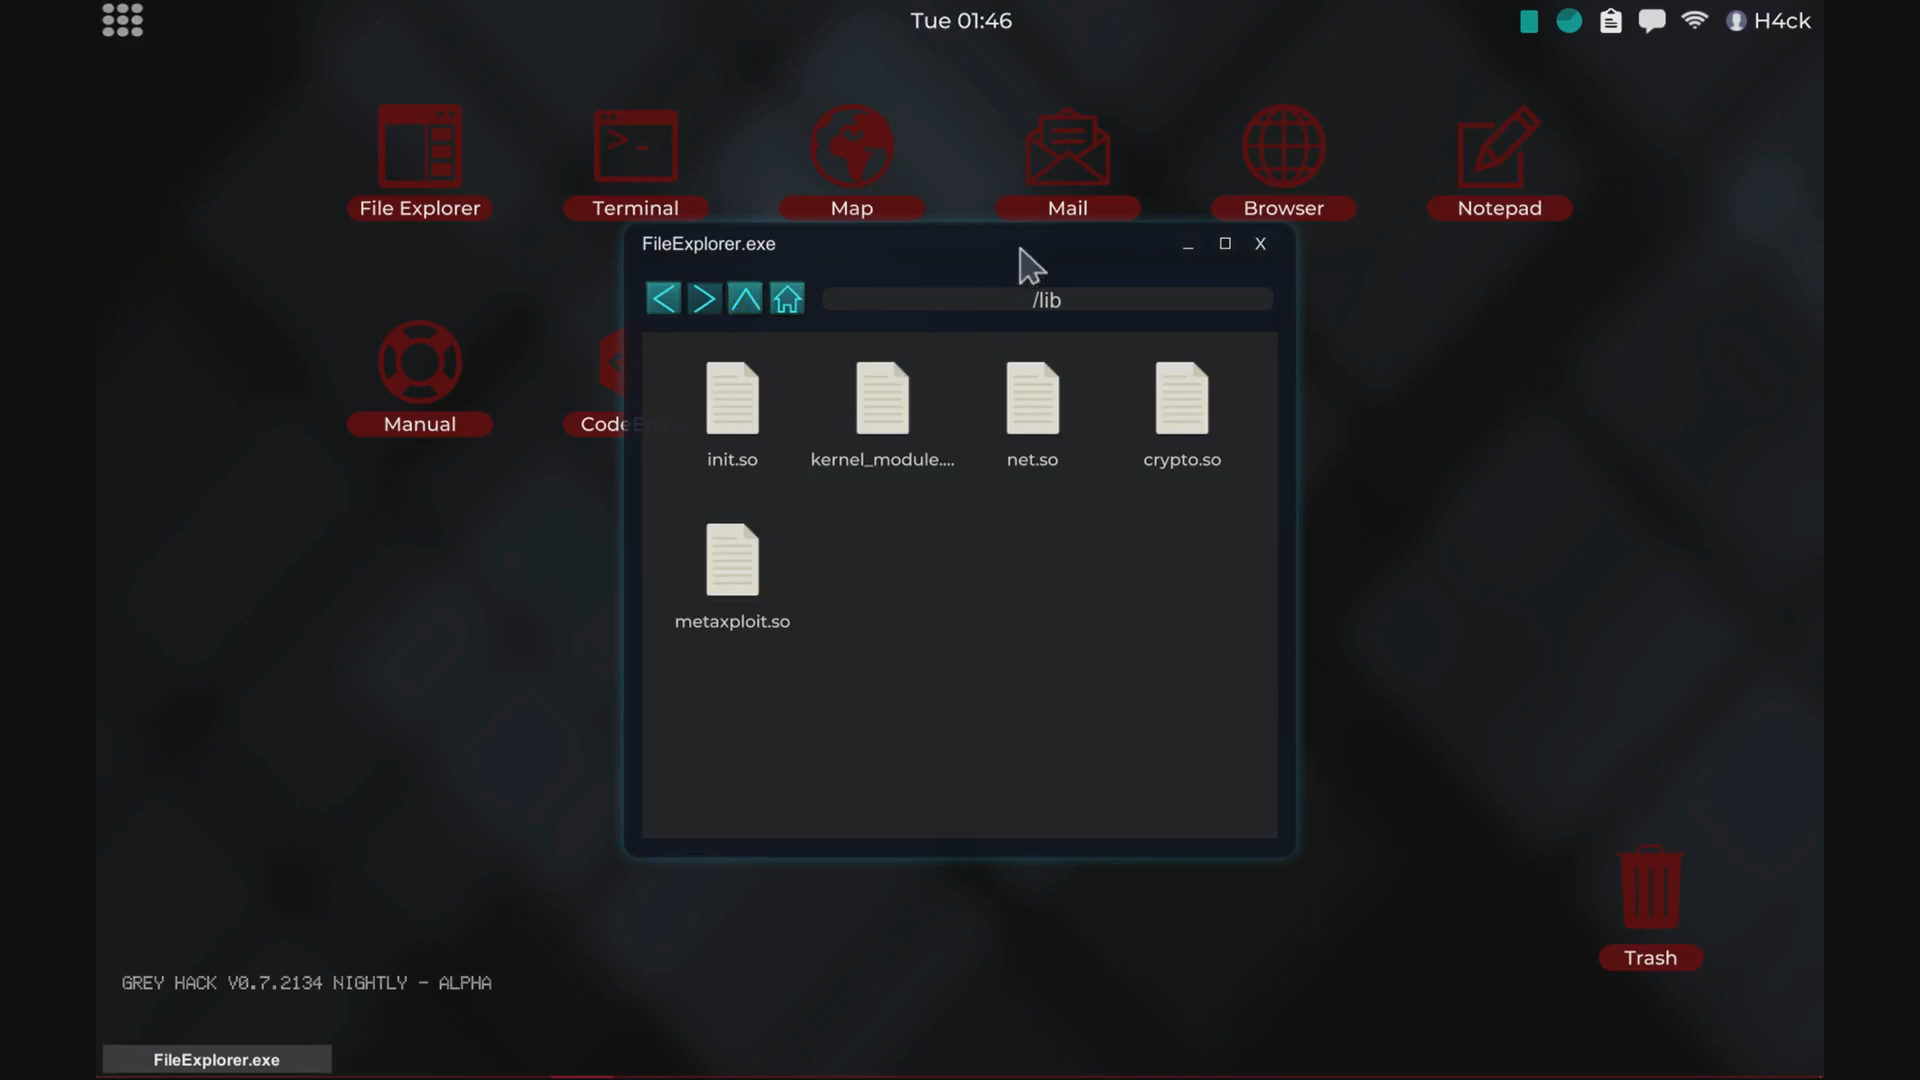 Tue 01:46
H4ck
File Explorer
Terminal
Map
Mail
Browser
Notepad
FileExplorer.exe
_ X
/lib
Manual
CodeEditor
init.so
kernel_module....
net.so
crypto.so
metaxploit.so
Trash
GREY HACK V0.7.2134 NIGHTLY - ALPHA
FileExplorer.exe